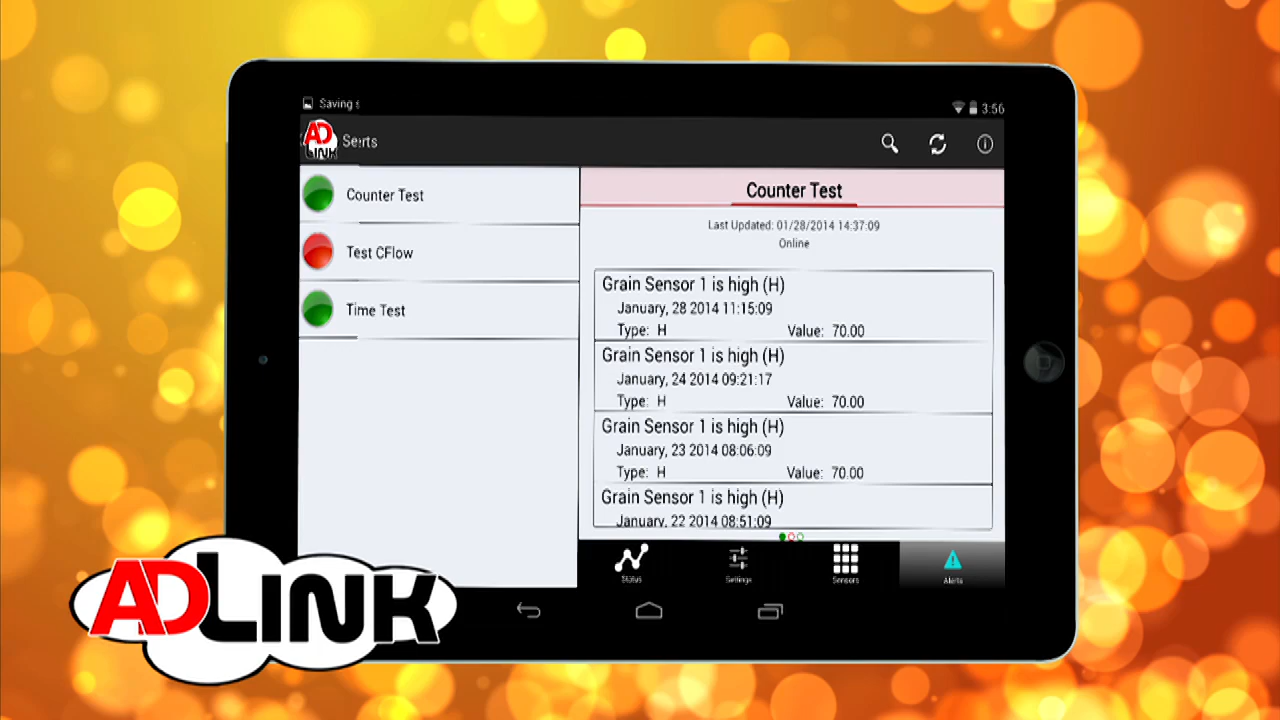 Saving s
3:56
AD
LINK
Serts
Counter Test
Test CFlow
Time Test
Counter Test
Last Updated: 01/28/2014 14:37:09
Online
Grain Sensor 1 is high (H)
January, 28 2014 11:15:09
Type: H Value: 70.00
Grain Sensor 1 is high (H)
January, 24 2014 09:21:17
Type: H Value: 70.00
Grain Sensor 1 is high (H)
January, 23 2014 08:06:09
Type: H Value: 70.00
Grain Sensor 1 is high (H)
January, 22 2014 08:51:09
Status Settings Sensors Alerts
ADLINK